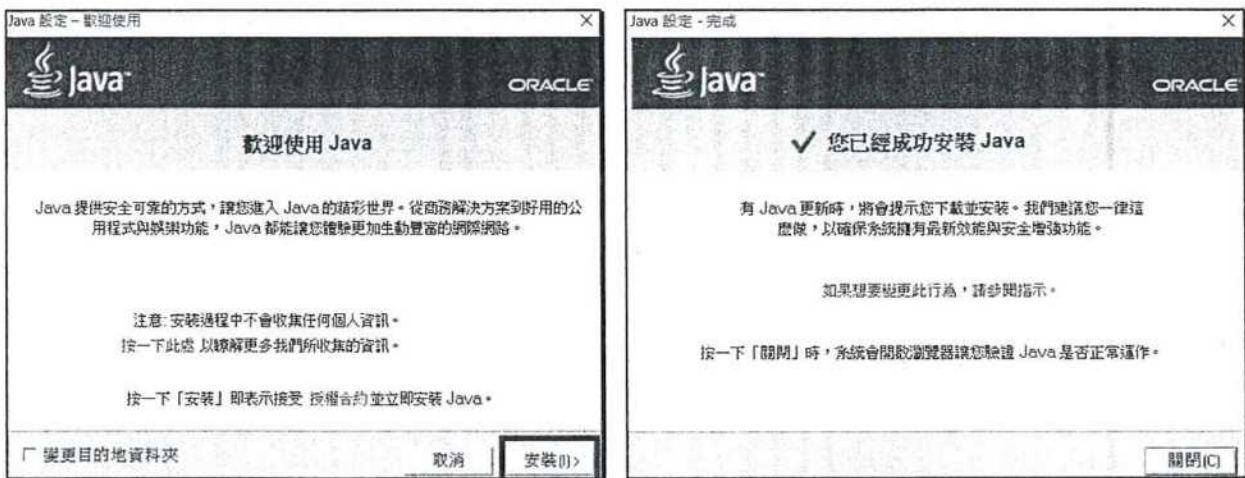 Java 設定 – 歡迎使用
Java
ORACLE
歡迎使用 Java
Java 提供安全可靠的方式，讓您進入 Java 的精彩世界。從商務解決方案到好用的公
用程式與娛樂功能，Java 都能讓您體驗更加生動豐富的網際網路。
注意: 安裝過程中不會收集任何個人資訊。
按一下此處 以瞭解更多我們所收集的資訊。
按一下「安裝」即表示接受 授權合約 並立即安裝 Java。
變更目的地資料夾
取消
安裝(I) >
Java 設定 - 完成
Java
ORACLE
您已經成功安裝 Java
有 Java 更新時，將會提示您下載並安裝。我們建議您一律這
麼做，以確保系統擁有最新效能與安全增強功能。
如果想要變更此行為，請參閱指示。
按一下「關閉」時，系統會開啟瀏覽器讓您驗證 Java 是否正常運作。
關閉(C)